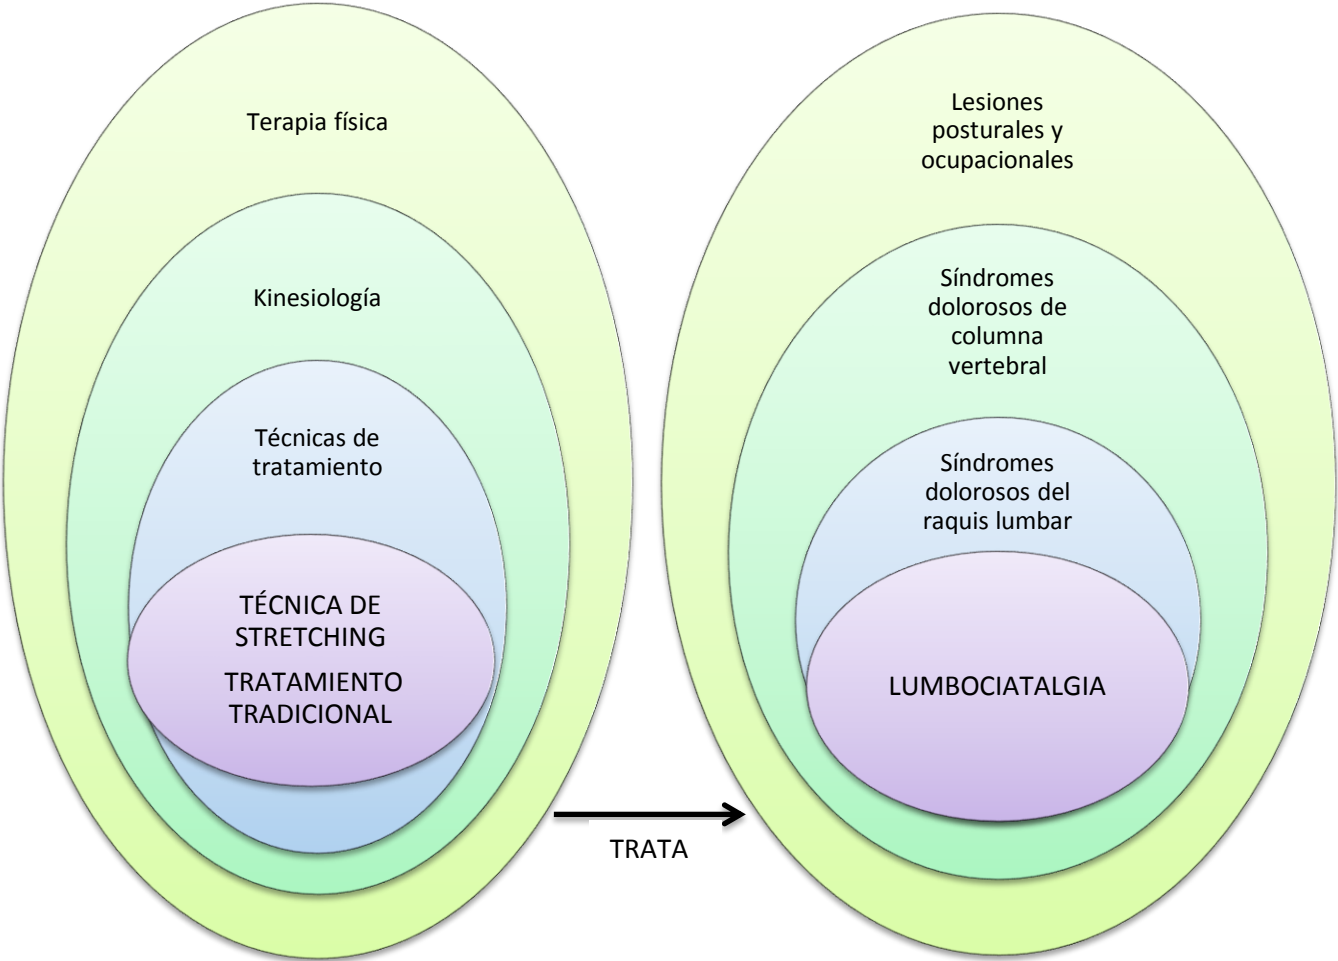 Terapia física
Kinesiología
Técnicas de
tratamiento
TÉCNICA DE
STRETCHING
TRATAMIENTO
TRADICIONAL
TRATA
Lesiones
posturales y
ocupacionales
Síndromes
dolorosos de
columna
vertebral
Síndromes
dolorosos del
raquis lumbar
LUMBOCIATALGIA